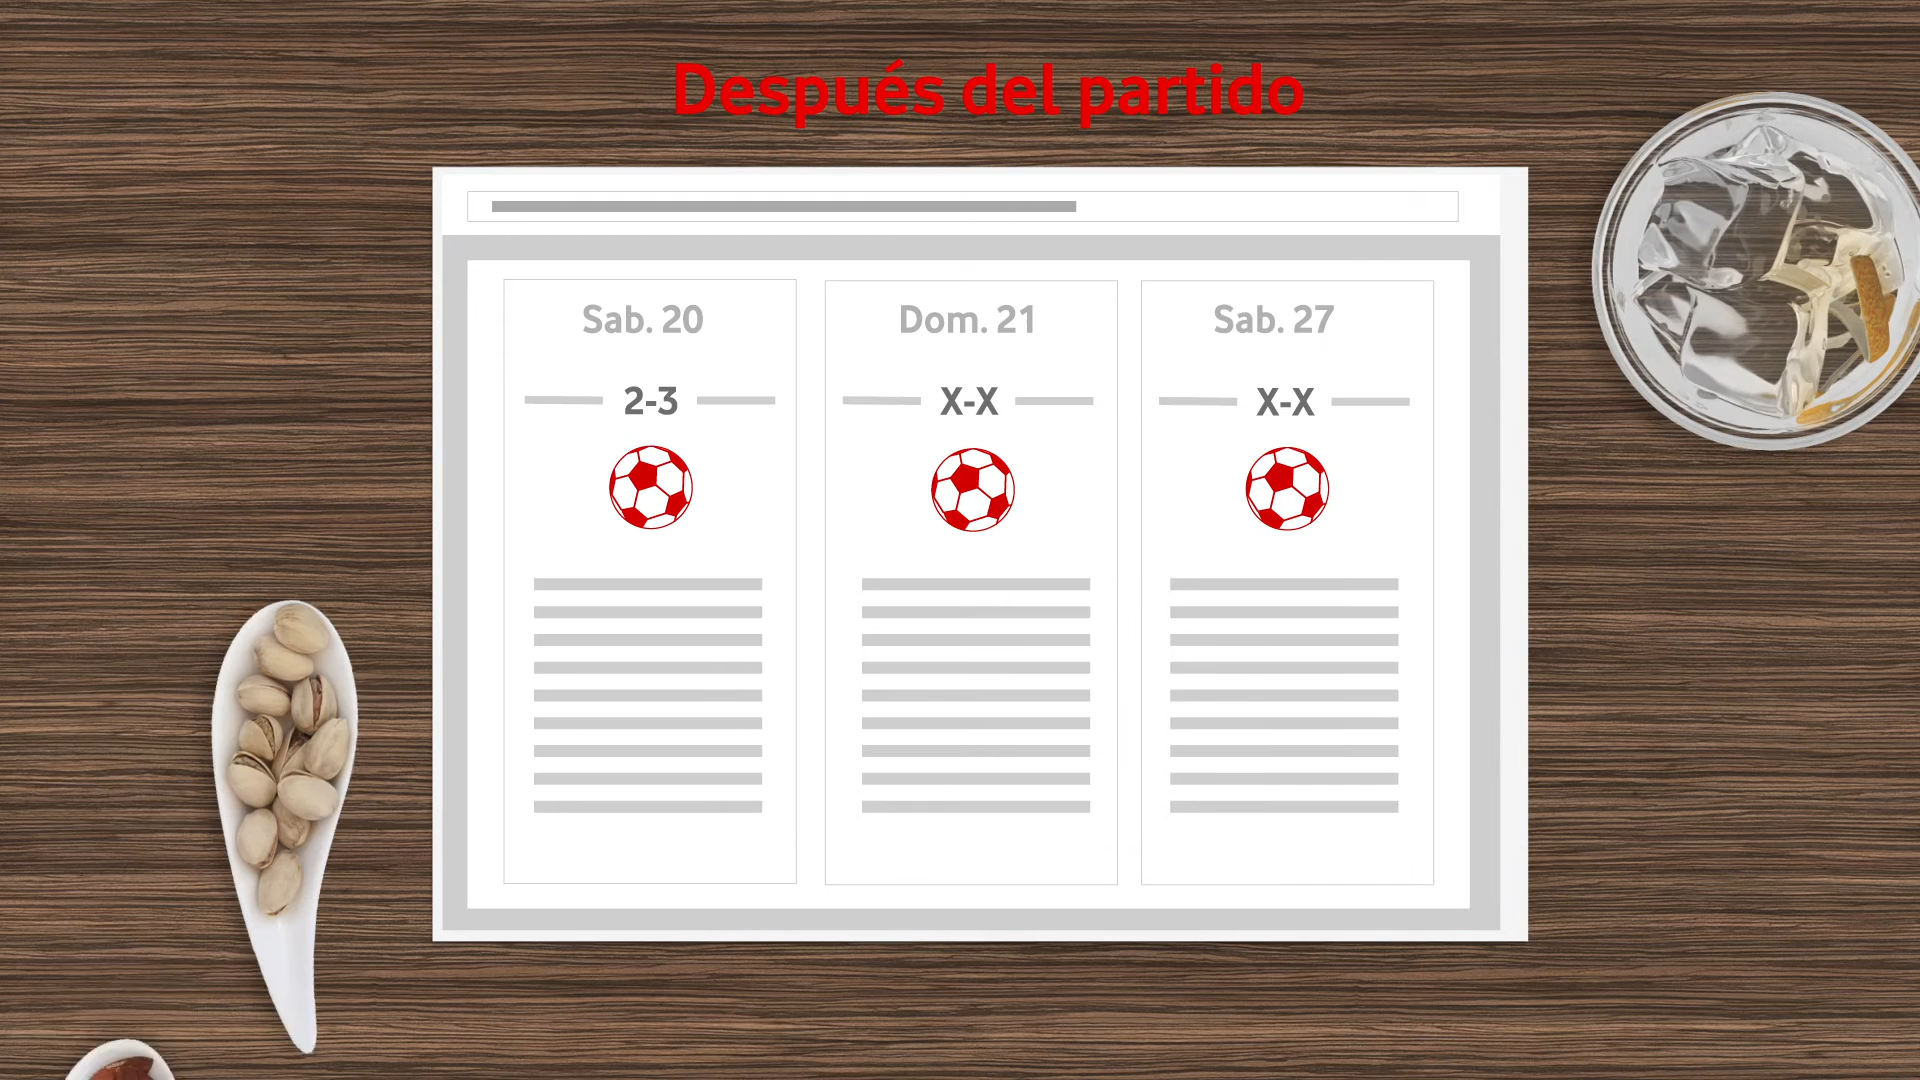 Después del partido
Sab. 20
2-3
Dom. 21
X-X
Sab. 27
X-X